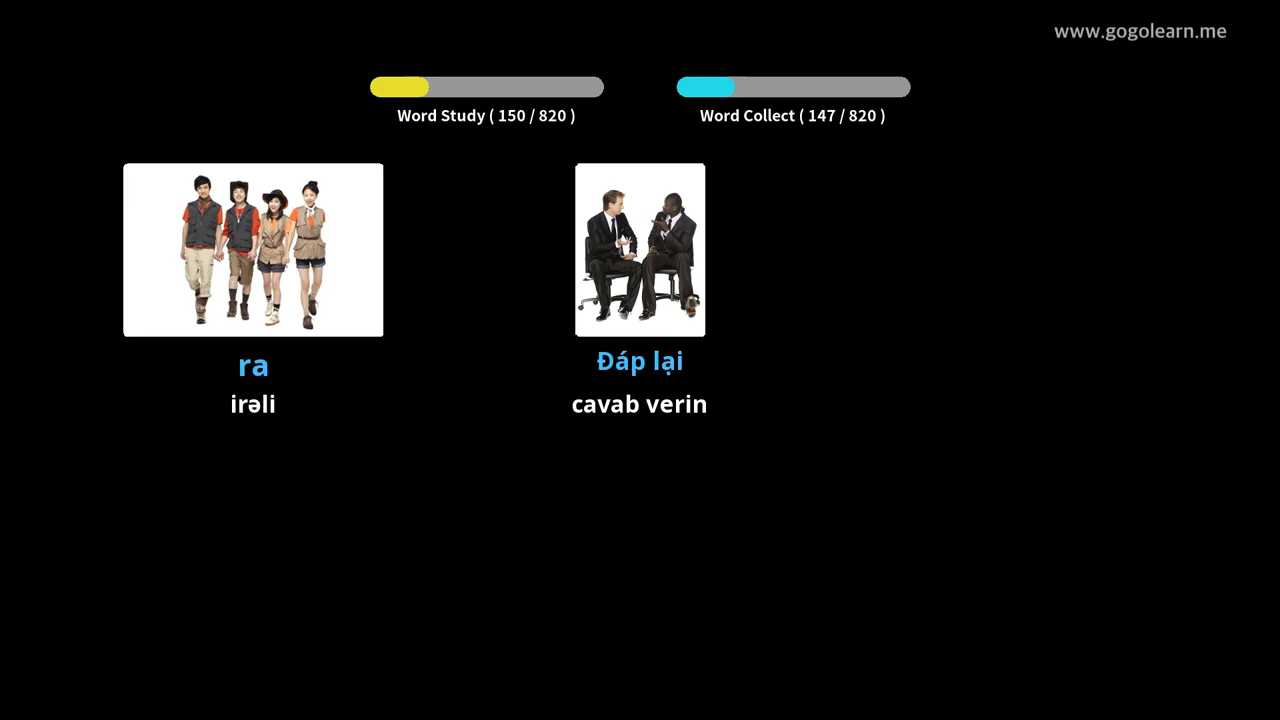 www.gogolearn.me
Word Study ( 150 / 820 )
Word Collect ( 147 / 820 )
ra
irəli
Đáp lại
cavab verin